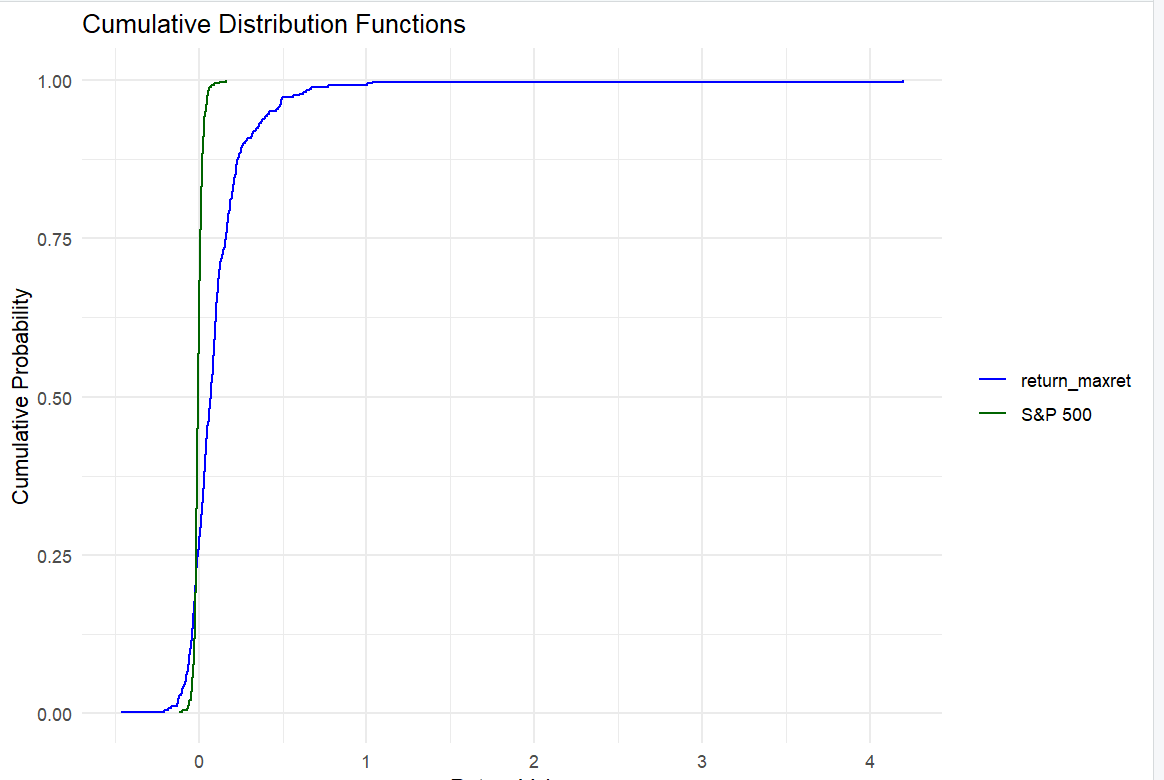 Cumulative Distribution Functions
1.00
0.75
0.50
0.25
0.00
Cumulative Probability
0
1
2
3
4
return_maxret
S&P 500